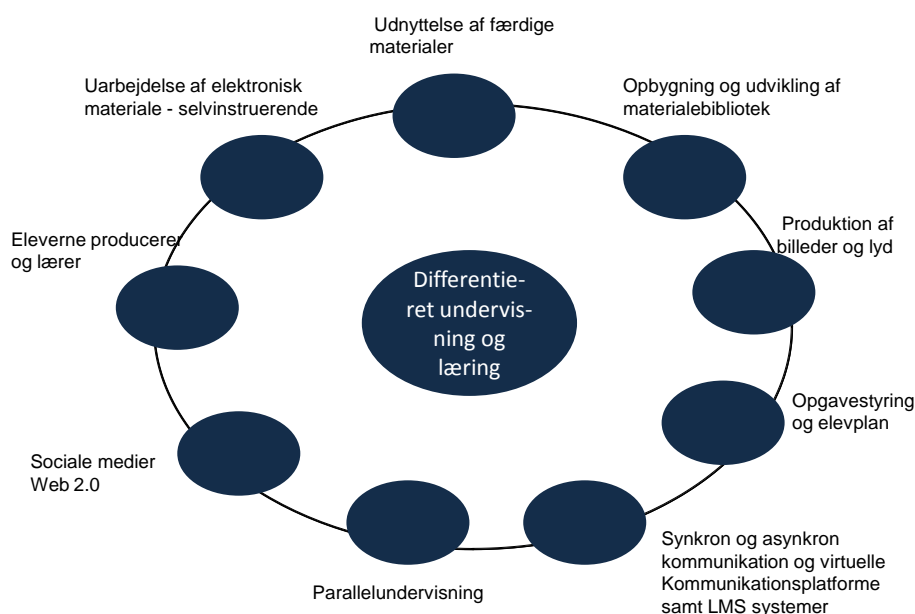 Udnyttelse af færdige
materialer
Uarbejdelse af elektronisk
materiale - selvinstruerende
Opbygning og udvikling af
materialebibliotek
Eleverne producerer
og lærer
Produktion af
billeder og lyd
Differentie-
ret undervis-
ning og
læring
Opgavestyring
og elevplan
Sociale medier
Web 2.0
Synkron og asynkron
kommunikation og virtuelle
Kommunikationsplatforme
samt LMS systemer
Parallelundervisning